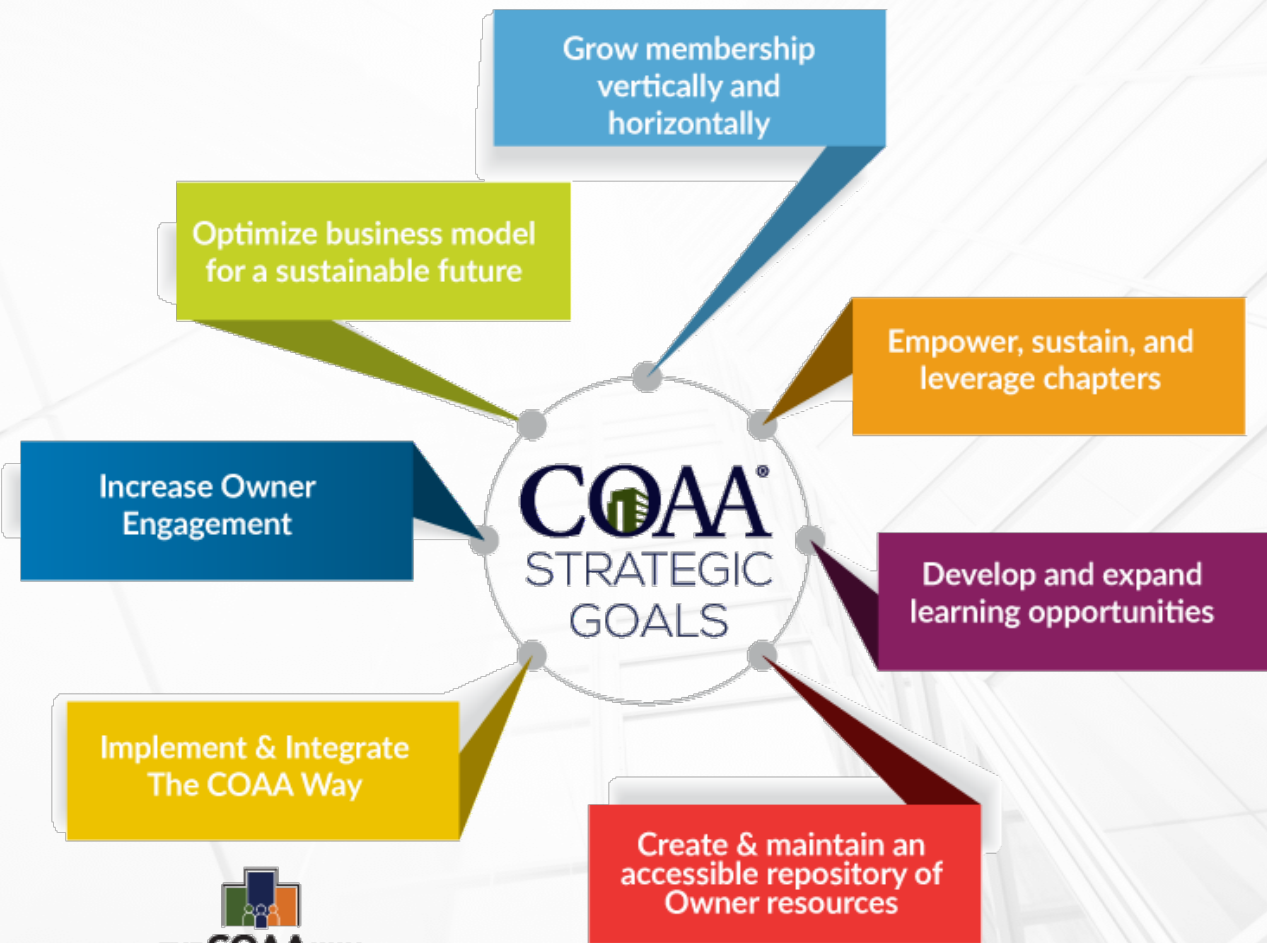 Grow membership
vertically and
horizontally
Optimize business model
for a sustainable future
Empower, sustain, and
leverage chapters
Increase Owner
Engagement
COAA®
STRATEGIC
GOALS
Develop and expand
learning opportunities
Implement & Integrate
The COAA Way
Create & maintain an
accessible repository of
Owner resources
COAA